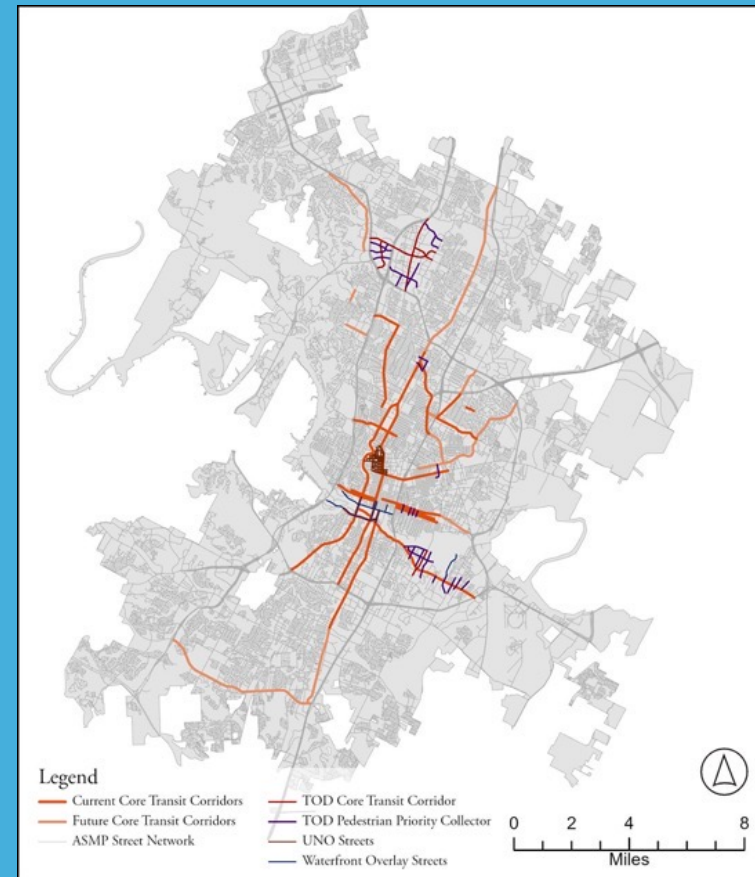 Legend
Current Core Transit Corridors
Future Core Transit Corridors
ASMP Street Network
TOD Core Transit Corridor
TOD Pedestrian Priority Collector
UNO Streets
Waterfront Overlay Streets
0 2 4 6 8
Miles